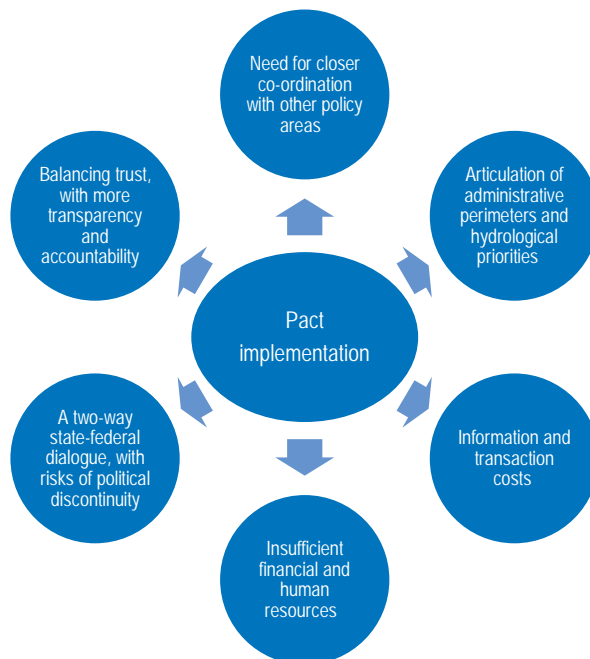 Need for closer
co-ordination
with other policy
areas
Balancing trust,
with more
transparency
and
accountability
Articulation of
administrative
perimeters and
hydrological
priorities
Pact
implementation
A two-way
state-federal
dialogue, with
risks of political
discontinuity
Information and
transaction
costs
Insufficient
financial and
human
resources